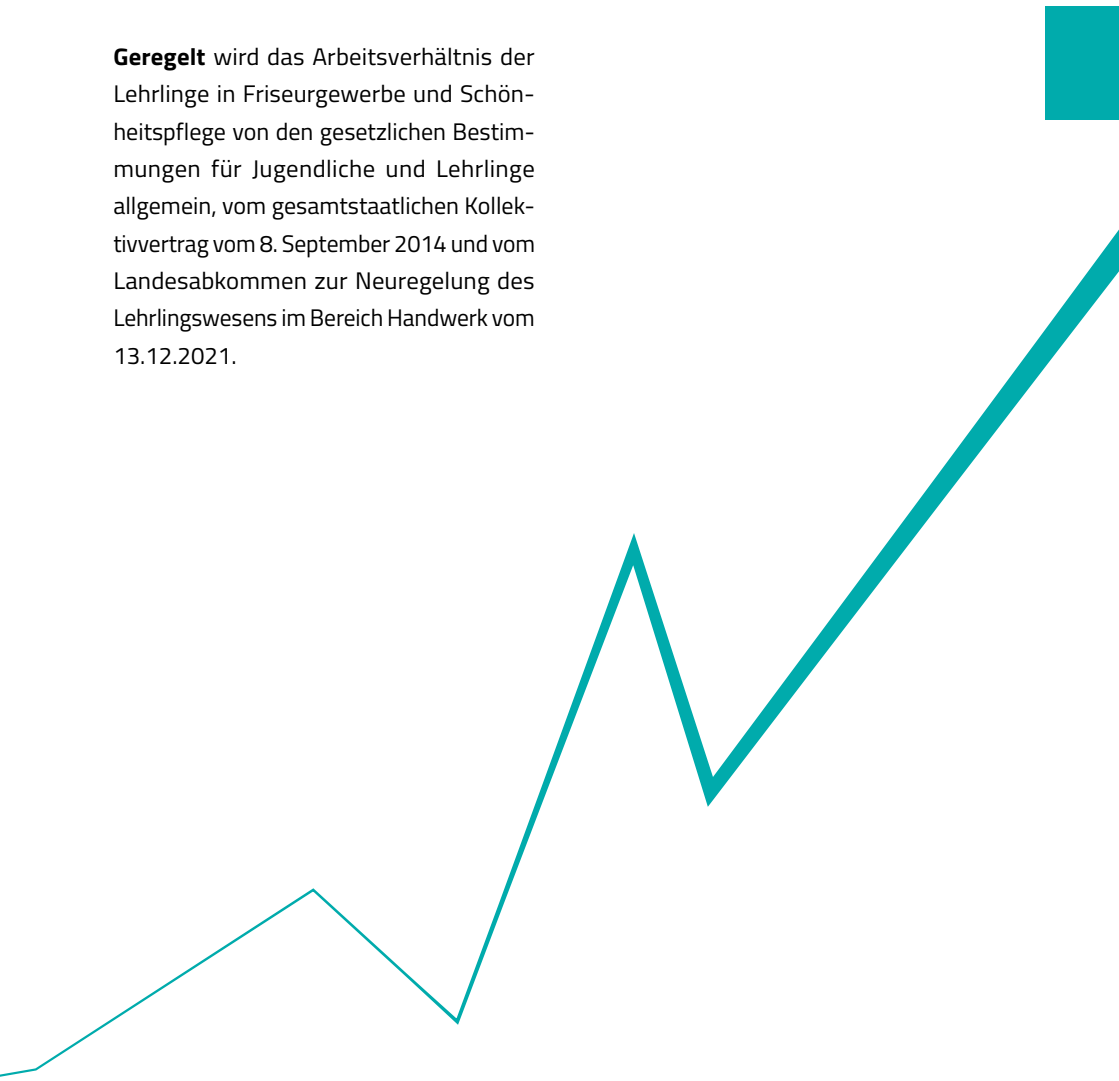 Geregelt wird das Arbeitsverhältnis der
Lehrlinge in Friseurgewerbe und Schön-
heitspflege von den gesetzlichen Bestim-
mungen für Jugendliche und Lehrlinge
allgemein, vom gesamtstaatlichen Kollek-
tivvertrag vom 8. September 2014 und vom
Landesabkommen zur Neuregelung des
Lehrlingswesens im Bereich Handwerk vom
13.12.2021.